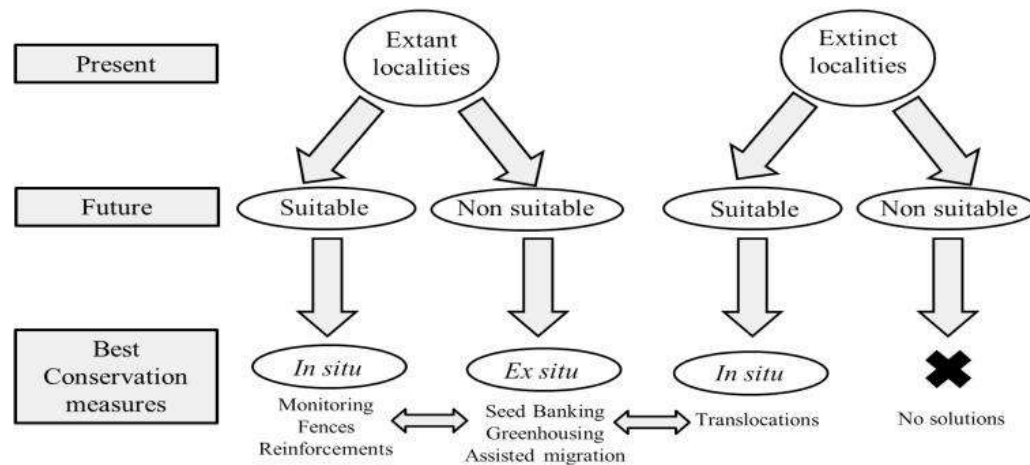 Present
Extant
localities
Extinct
localities
Future
Suitable
Non suitable
Suitable
Non suitable
Best
Conservation
measures
In situ
Ex situ
In situ
Monitoring
Fences
Reinforcements
Seed Banking
Greenhousing
Assisted migration
Translocations
No solutions